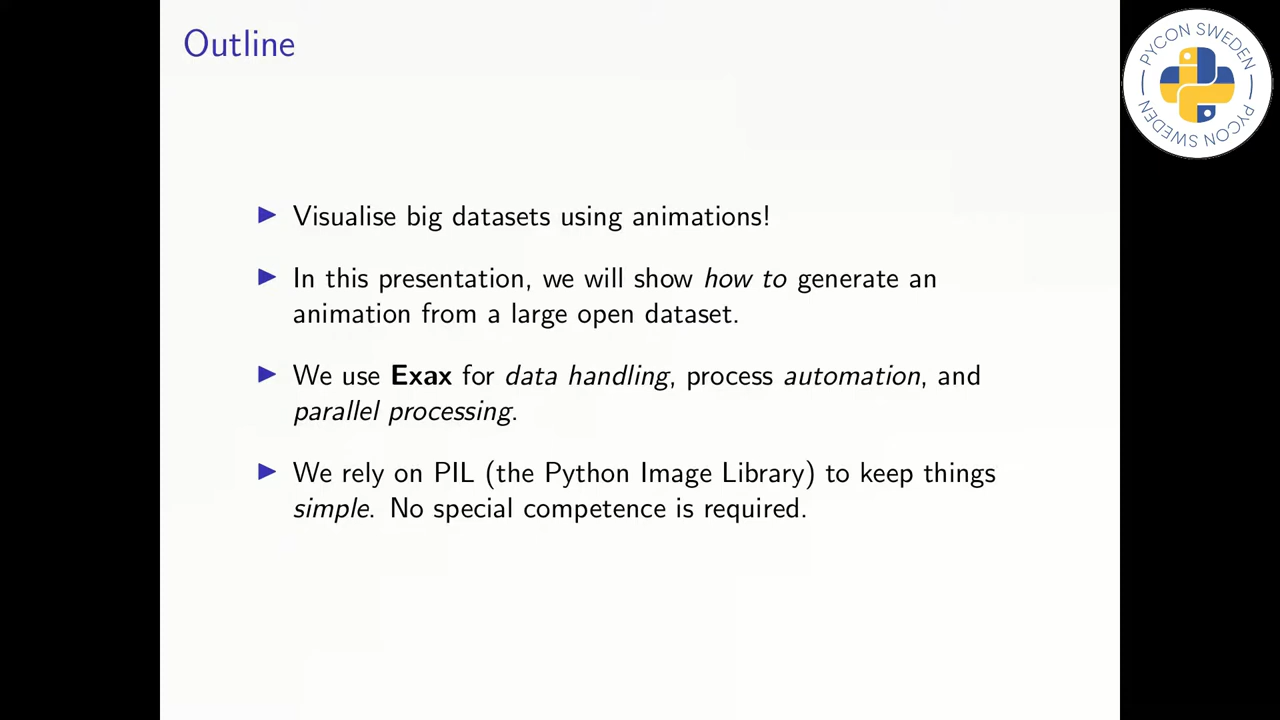 Outline
PYCON SWEDEN
PYCON SWEDEN
▶ Visualise big datasets using animations!
▶ In this presentation, we will show how to generate an
animation from a large open dataset.
▶ We use Exax for data handling, process automation, and
parallel processing.
▶ We rely on PIL (the Python Image Library) to keep things
simple. No special competence is required.